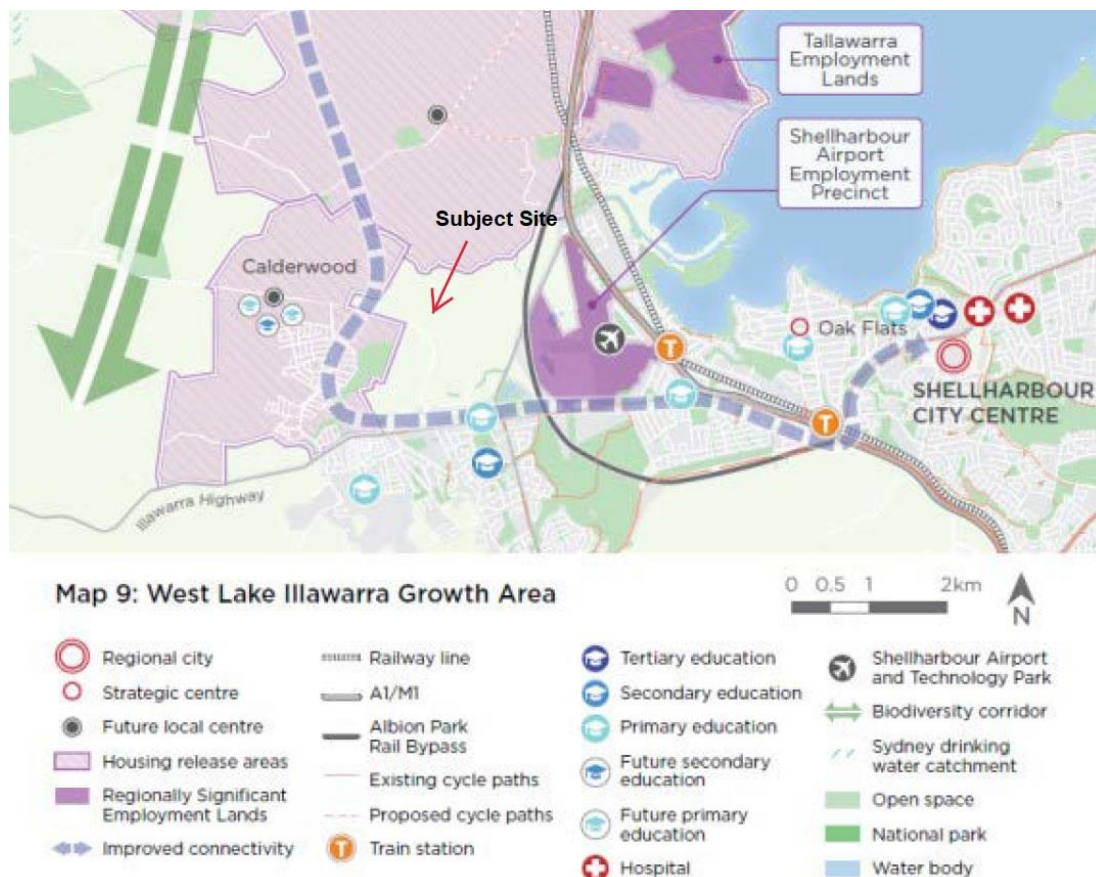 Tallawarra
Employment
Lands
Shellharbour
Airport
Employment
Precinct
Subject Site
Calderwood
Oak Flats
SHELLHARBOUR
CITY CENTRE
T
T
Illawarra Highway
Map 9: West Lake Illawarra Growth Area
0 0.5 1 2km
N
Regional city
Strategic centre
Future local centre
Housing release areas
Regionally Significant
Employment Lands
Improved connectivity
Railway line
A1/M1
Albion Park
Rail Bypass
Existing cycle paths
Proposed cycle paths
T Train station
Tertiary education
Secondary education
Primary education
Future secondary
education
Future primary
education
Hospital
Shellharbour Airport
and Technology Park
Biodiversity corridor
Sydney drinking
water catchment
Open space
National park
Water body